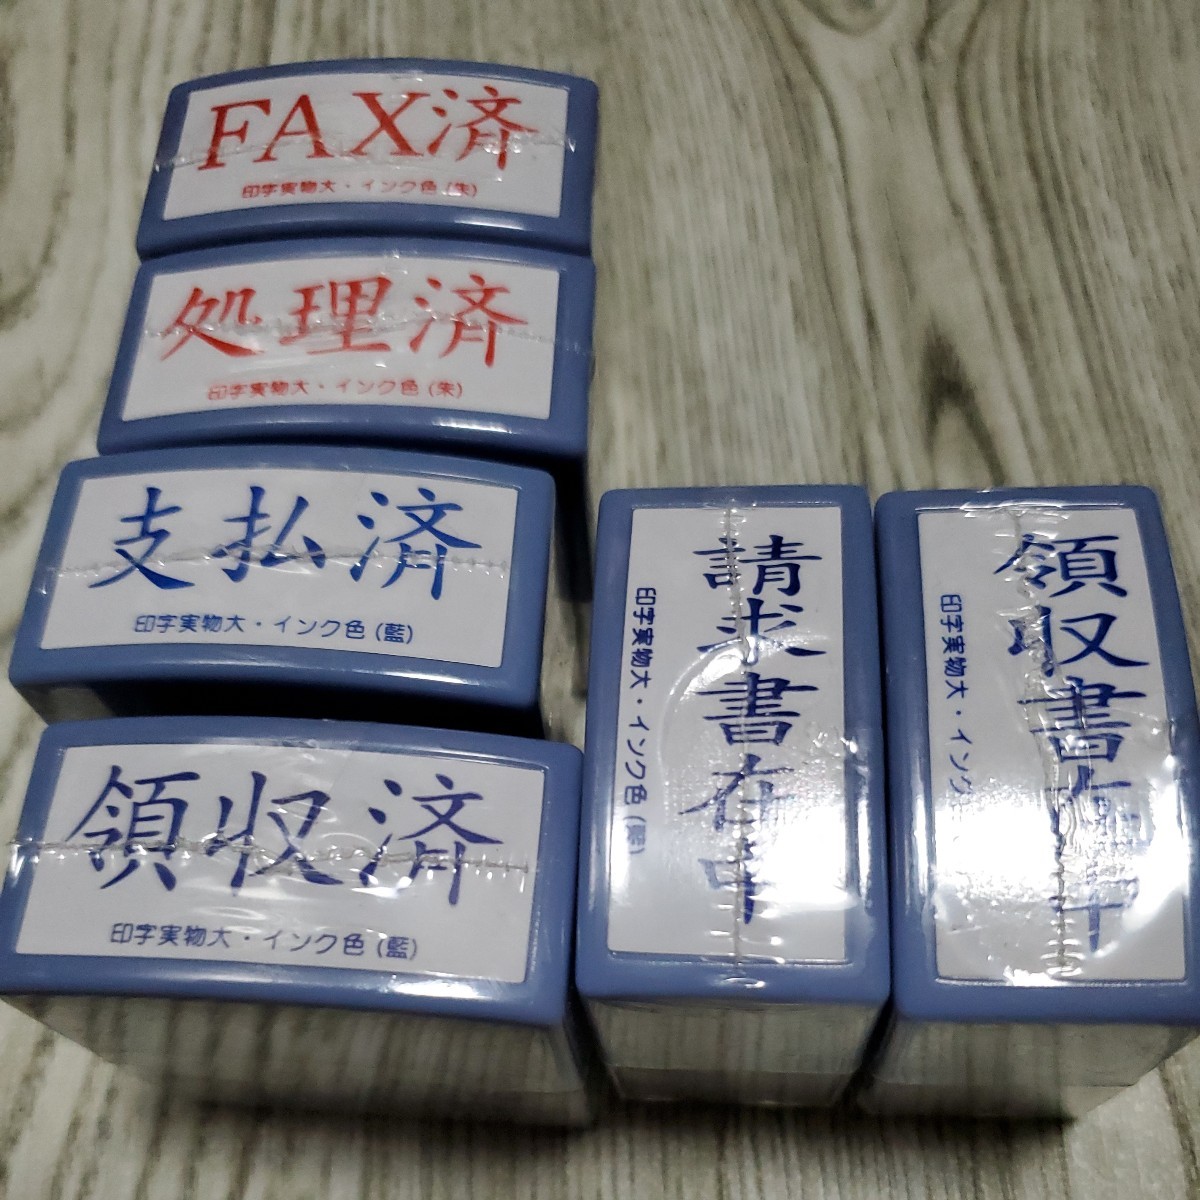 FAX済
印字実物大・インク色(朱)
処理済
印字実物大・インク色(朱)
支払済
印字実物大・インク色(藍)
領収済
印字実物大・インク色(藍)
請求書在中
印字実物大・インク色(藍)
領収書在中
印字実物大・インク